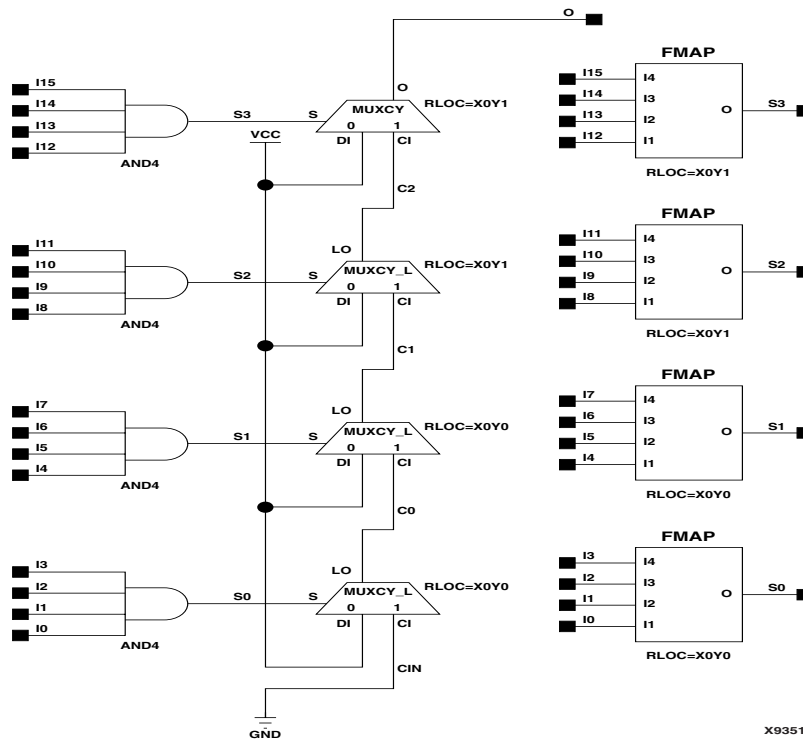 O
FMAP
I15
I14
I13
I12
AND4
S3
S
O
MUXCY
0 1
DI CI
RLOC=X0Y1
VCC
C2
I15
I14
I13
I12
I4
I3
I2
I1
O
S3
RLOC=X0Y1
FMAP
I11
I10
I9
I8
AND4
S2
S
LO
MUXCY_L
0 1
DI CI
RLOC=X0Y1
C1
I11
I10
I9
I8
I4
I3
I2
I1
O
S2
RLOC=X0Y1
FMAP
I7
I6
I5
I4
AND4
S1
S
LO
MUXCY_L
0 1
DI CI
RLOC=X0Y0
C0
I7
I6
I5
I4
I4
I3
I2
I1
O
S1
RLOC=X0Y0
FMAP
I3
I2
I1
I0
AND4
S0
S
LO
MUXCY_L
0 1
DI CI
RLOC=X0Y0
CIN
I3
I2
I1
I0
I4
I3
I2
I1
O
S0
RLOC=X0Y0
GND
X9351